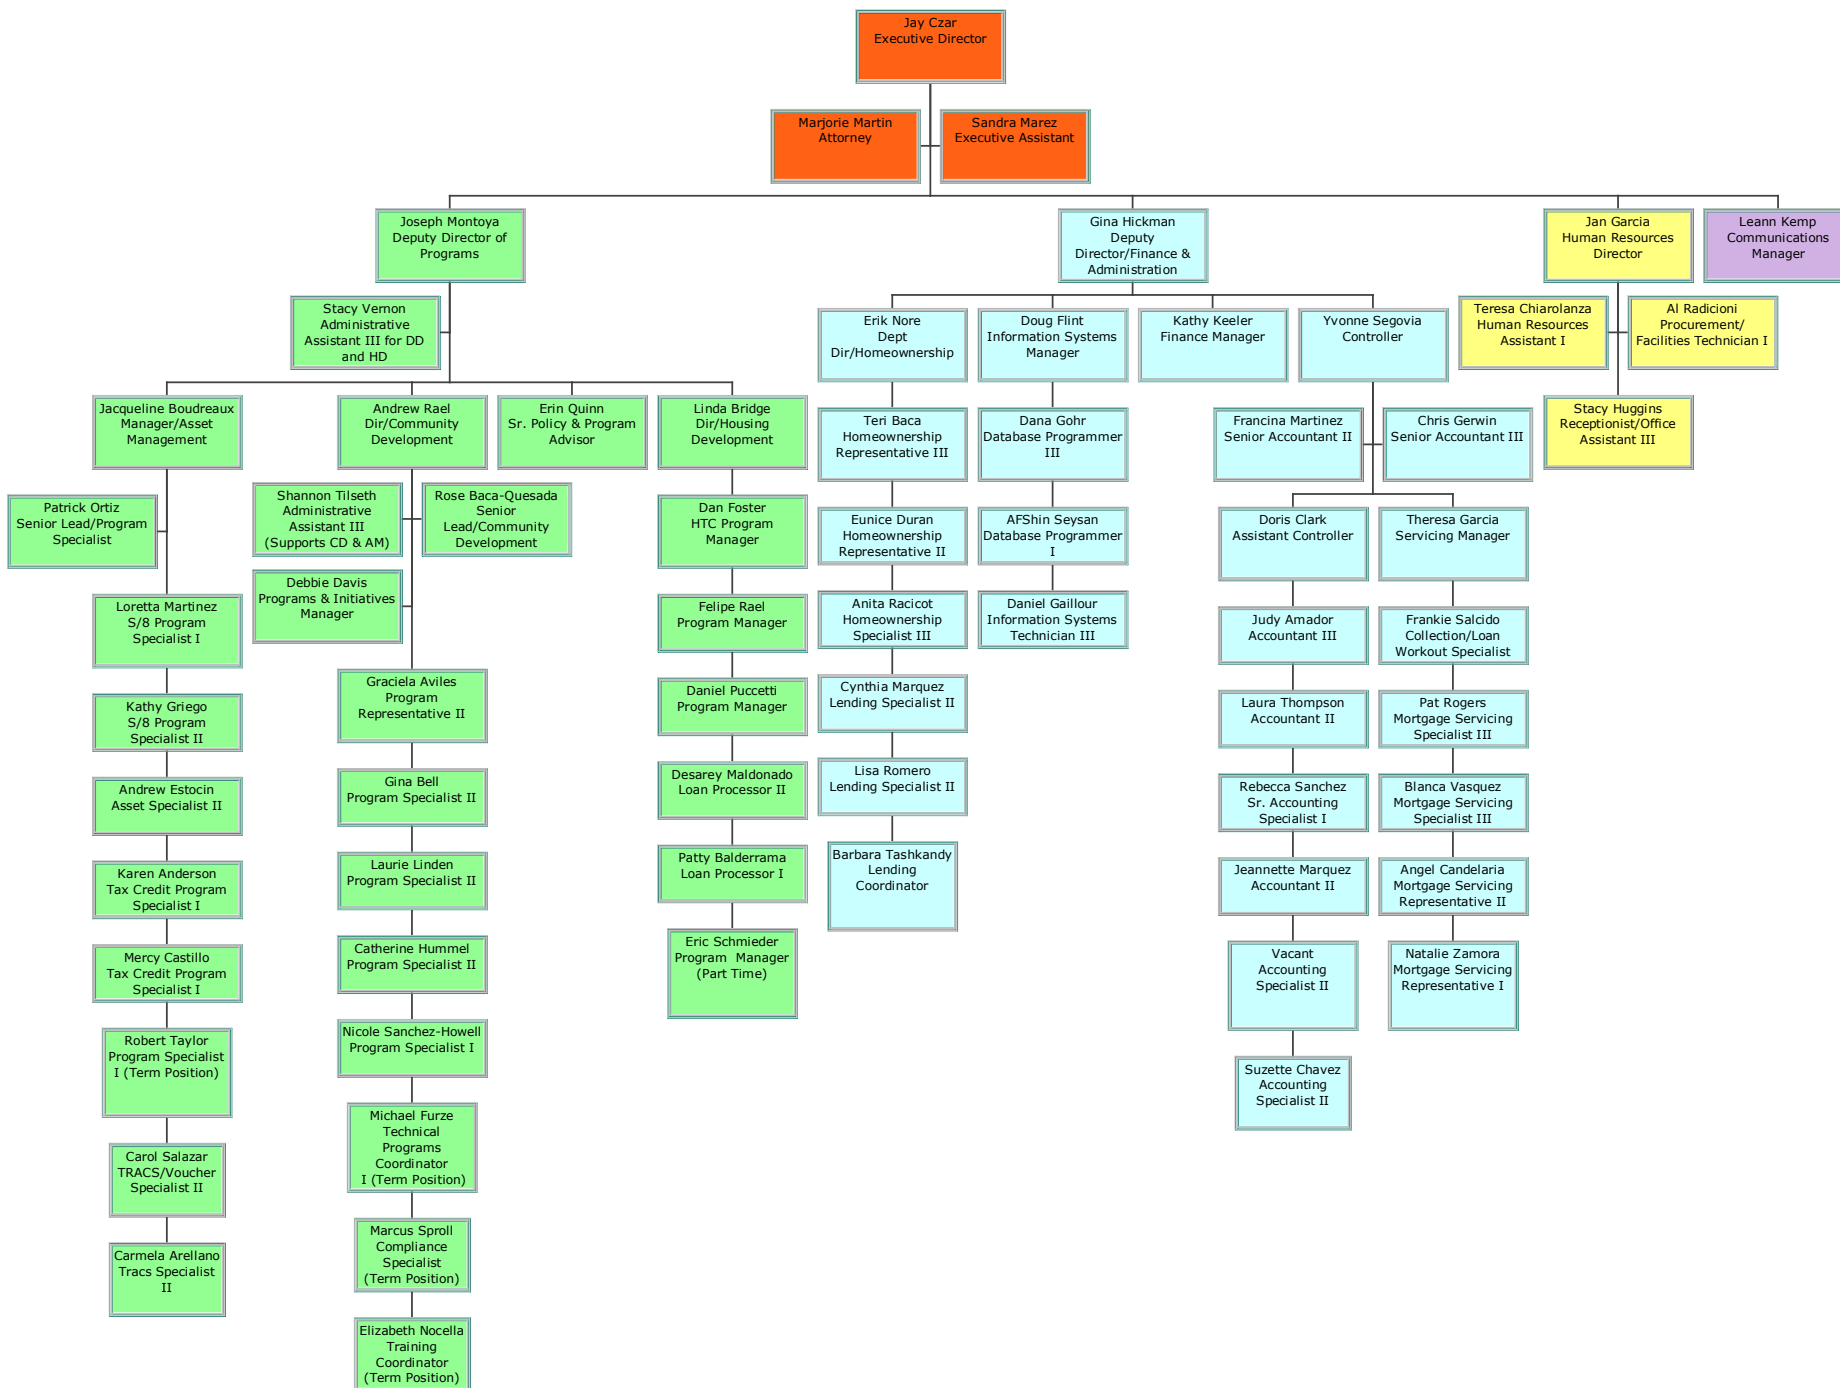 Jay Czar
Executive Director
Marjorie Martin
Attorney
Sandra Marez
Executive Assistant
Joseph Montoya
Deputy Director of
Programs
Gina Hickman
Deputy
Director/Finance &
Administration
Jan Garcia
Human Resources
Director
Leann Kemp
Communications
Manager
Stacy Vernon
Administrative
Assistant III for DD
and HD
Erik Nore
Dept
Dir/Homeownership
Doug Flint
Information Systems
Manager
Kathy Keeler
Finance Manager
Yvonne Segovia
Controller
Teresa Chiarolanza
Human Resources
Assistant I
Al Radicioni
Procurement/
Facilities Technician I
Stacy Huggins
Receptionist/Office
Assistant III
Jacqueline Boudreaux
Manager/Asset
Management
Andrew Rael
Dir/Community
Development
Erin Quinn
Sr. Policy & Program
Advisor
Linda Bridge
Dir/Housing
Development
Patrick Ortiz
Senior Lead/Program
Specialist
Loretta Martinez
S/8 Program
Specialist I
Kathy Griego
S/8 Program
Specialist II
Andrew Estocin
Asset Specialist II
Karen Anderson
Tax Credit Program
Specialist I
Mercy Castillo
Tax Credit Program
Specialist I
Robert Taylor
Program Specialist
I (Term Position)
Carol Salazar
TRACS/Voucher
Specialist II
Carmela Arellano
Tracs Specialist
II
Shannon Tilseth
Administrative
Assistant III
(Supports CD & AM)
Rose Baca-Quesada
Senior
Lead/Community
Development
Debbie Davis
Programs & Initiatives
Manager
Graciela Aviles
Program
Representative II
Gina Bell
Program Specialist II
Laurie Linden
Program Specialist II
Catherine Hummel
Program Specialist II
Nicole Sanchez-Howell
Program Specialist I
Michael Furze
Technical
Programs
Coordinator
I (Term Position)
Marcus Sproll
Compliance
Specialist
(Term Position)
Elizabeth Nocella
Training
Coordinator
(Term Position)
Dan Foster
HTC Program
Manager
Felipe Rael
Program Manager
Daniel Puccetti
Program Manager
Desarey Maldonado
Loan Processor II
Patty Balderrama
Loan Processor I
Eric Schmieder
Program  Manager
(Part Time)
Teri Baca
Homeownership
Representative III
Eunice Duran
Homeownership
Representative II
Anita Racicot
Homeownership
Specialist III
Cynthia Marquez
Lending Specialist II
Lisa Romero
Lending Specialist II
Barbara Tashkandy
Lending
Coordinator
Dana Gohr
Database Programmer
III
AFShin Seysan
Database Programmer
I
Daniel Gaillour
Information Systems
Technician III
Francina Martinez
Senior Accountant II
Chris Gerwin
Senior Accountant III
Doris Clark
Assistant Controller
Judy Amador
Accountant III
Laura Thompson
Accountant II
Rebecca Sanchez
Sr. Accounting
Specialist I
Jeannette Marquez
Accountant II
Vacant
Accounting
Specialist II
Suzette Chavez
Accounting
Specialist II
Theresa Garcia
Servicing Manager
Frankie Salcido
Collection/Loan
Workout Specialist
Pat Rogers
Mortgage Servicing
Specialist III
Blanca Vasquez
Mortgage Servicing
Specialist III
Angel Candelaria
Mortgage Servicing
Representative II
Natalie Zamora
Mortgage Servicing
Representative I